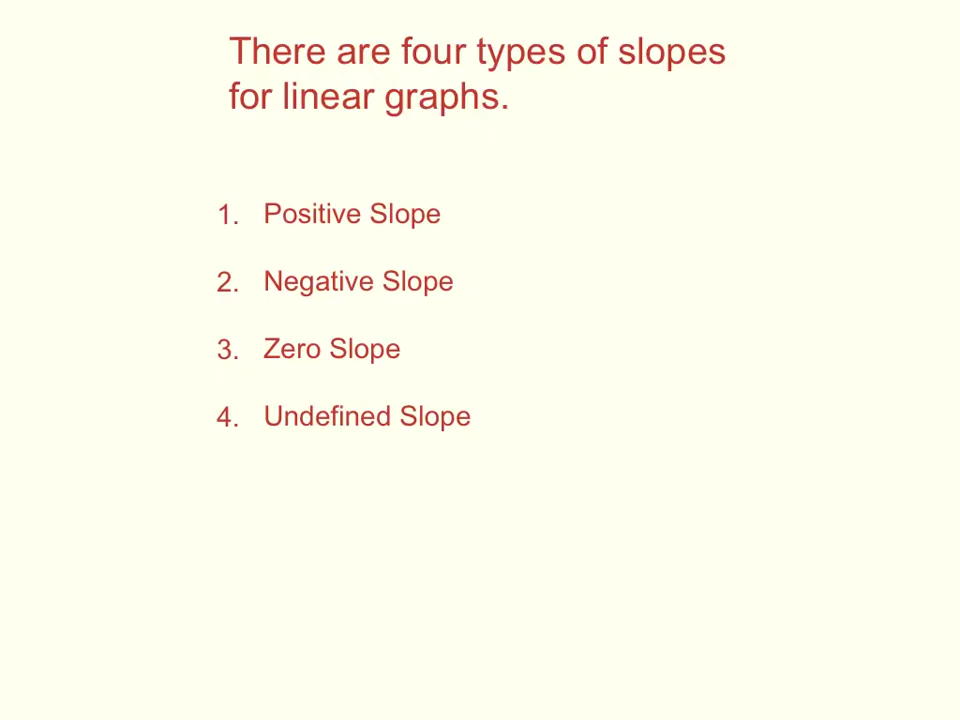 There are four types of slopes
for linear graphs.
1. Positive Slope
2. Negative Slope
3. Zero Slope
4. Undefined Slope